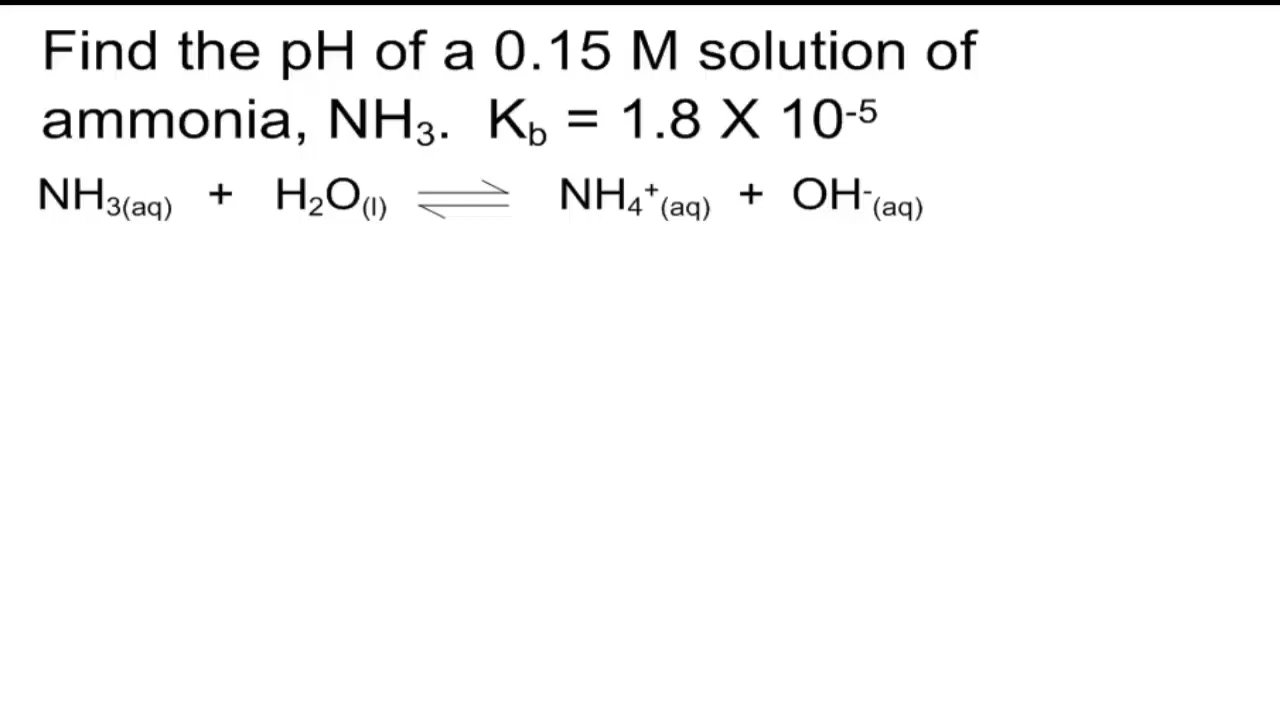 Find the pH of a 0.15 M solution of
ammonia, NH₃. K_b = 1.8 X 10⁻⁵
NH₃₍aq₎ + H₂O₍l₎ ⇌ NH₄⁺₍aq₎ + OH⁻₍aq₎